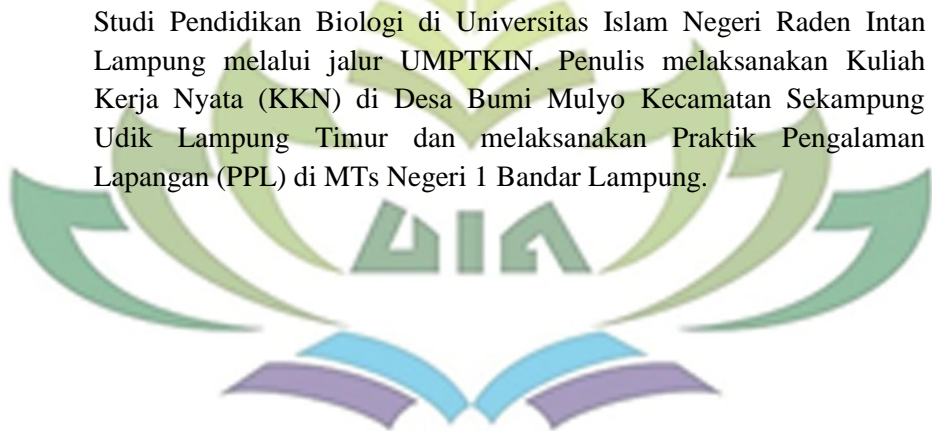 Studi Pendidikan Biologi di Universitas Islam Negeri Raden Intan
Lampung melalui jalur UMPTKIN. Penulis melaksanakan Kuliah
Kerja Nyata (KKN) di Desa Bumi Mulyo Kecamatan Sekampung
Udik Lampung Timur dan melaksanakan Praktik Pengalaman
Lapangan (PPL) di MTs Negeri 1 Bandar Lampung.
UIN